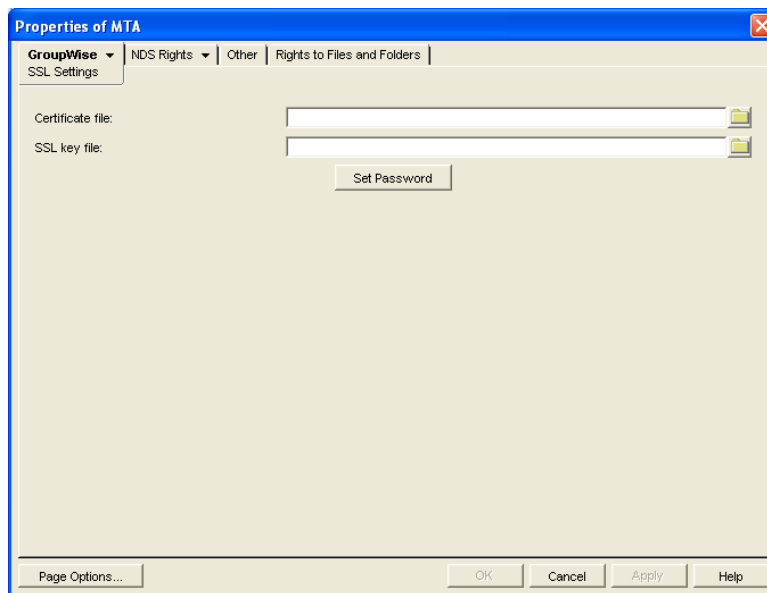 Properties of MTA
GroupWise NDS Rights Other Rights to Files and Folders
SSL Settings
Certificate file:
SSL key file:
Set Password
Page Options... OK Cancel Apply Help